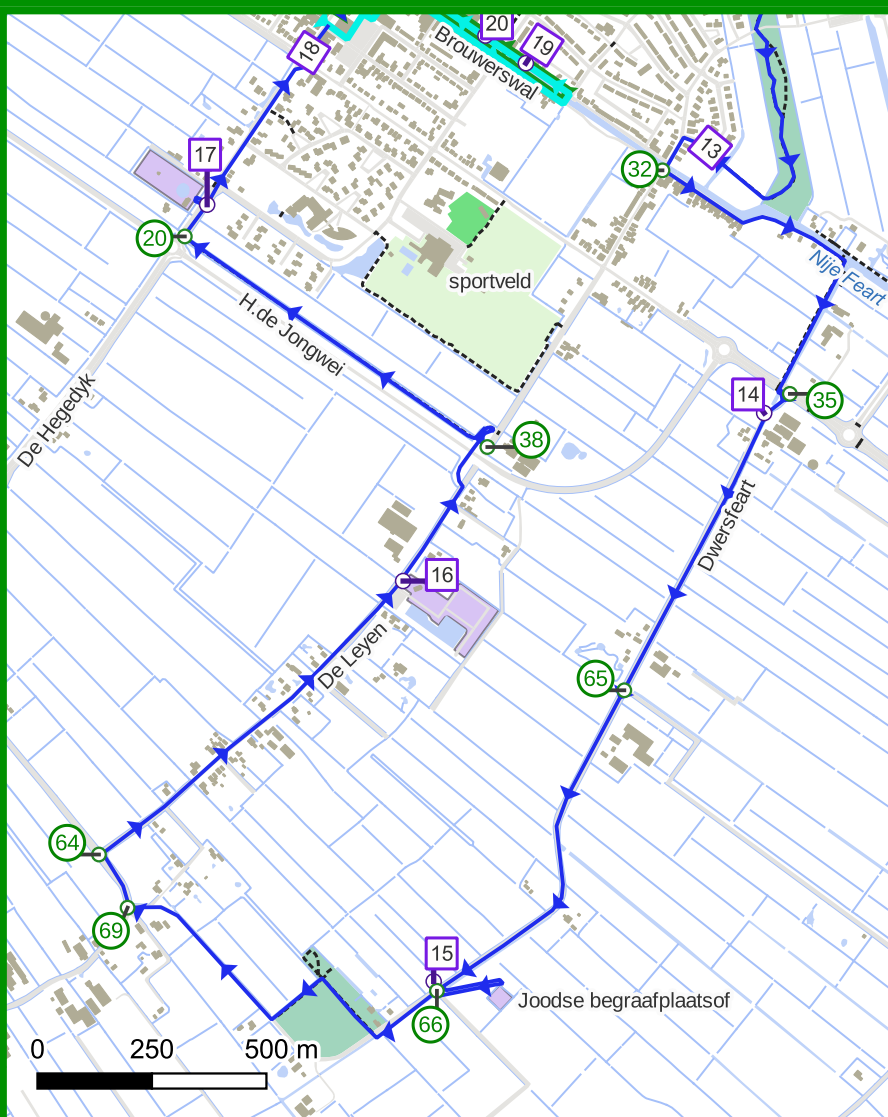 20
19
18
Brouwerswal
13
17
32
20
Nije Feart
sportveld
H.de Jongwei
14
35
De Hegedyk
38
Dwersfeart
16
De Leyen
65
64
69
15
Joodse begraafplaatsof
66
0 250 500 m